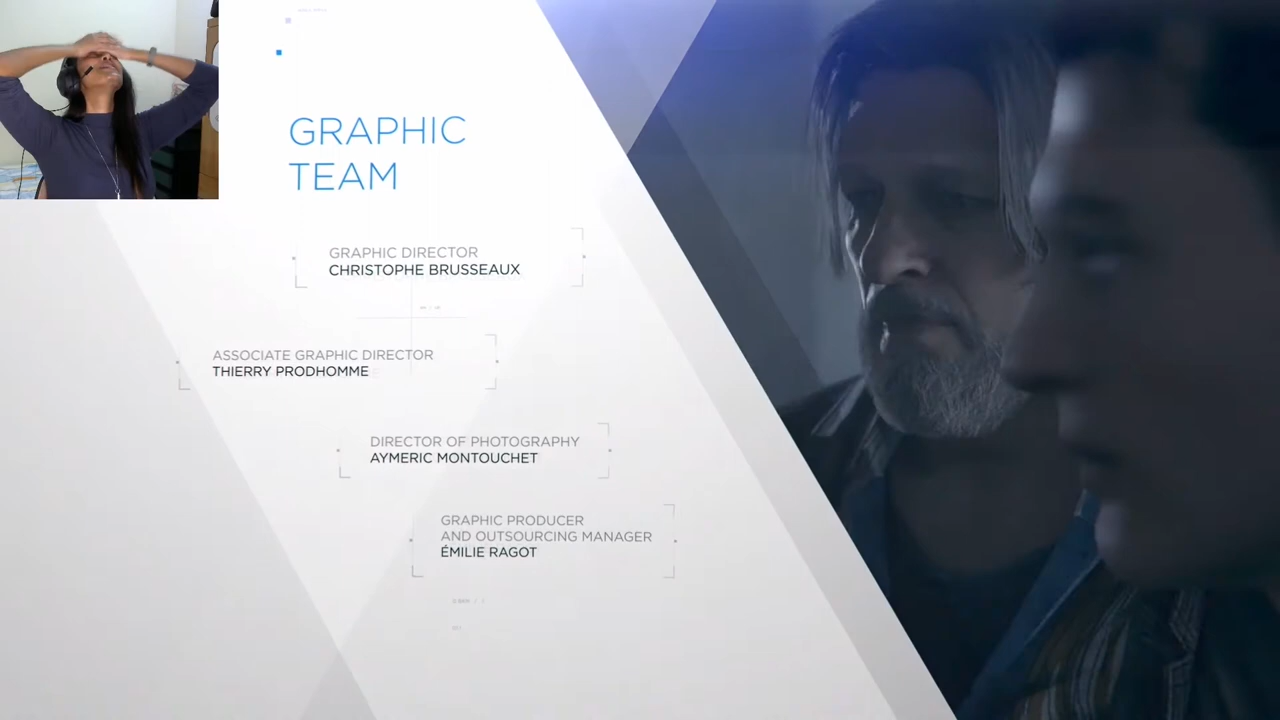 GRAPHIC
TEAM
GRAPHIC DIRECTOR
CHRISTOPHE BRUSSEAUX
ASSOCIATE GRAPHIC DIRECTOR
THIERRY PRODHOMME
DIRECTOR OF PHOTOGRAPHY
AYMERIC MONTOUCHET
GRAPHIC PRODUCER
AND OUTSOURCING MANAGER
ÉMILIE RAGOT